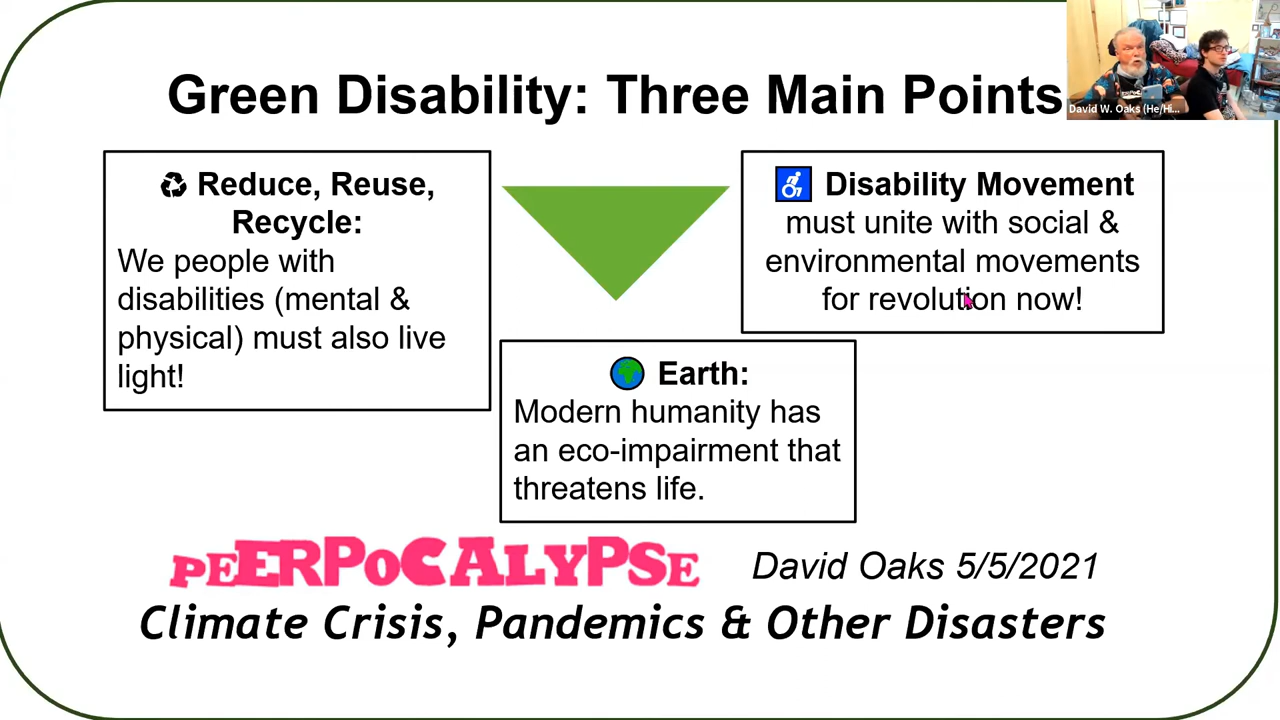 Green Disability: Three Main Points
David W. Oaks (He/Hi...
♻ Reduce, Reuse,
Recycle:
We people with
disabilities (mental &
physical) must also live
light!
♿ Disability Movement
must unite with social &
environmental movements
for revolution now!
🌍 Earth:
Modern humanity has
an eco-impairment that
threatens life.
PEERPOCALYPSE
David Oaks 5/5/2021
Climate Crisis, Pandemics & Other Disasters